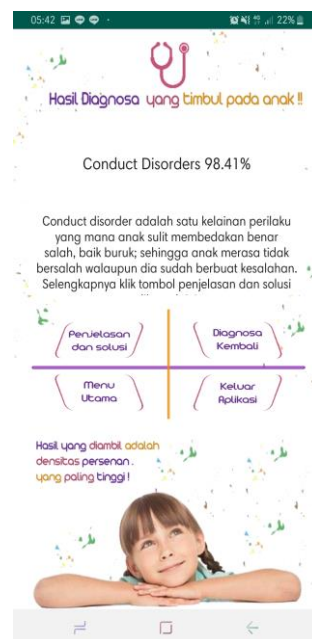 05:42
22%
Hasil Diagnosa yang timbul pada anak !!
Conduct Disorders 98.41%
Conduct disorder adalah satu kelainan perilaku
yang mana anak sulit membedakan benar
salah, baik buruk; sehingga anak merasa tidak
bersalah walaupun dia sudah berbuat kesalahan.
Selengkapnya klik tombol penjelasan dan solusi
Penjelasan
dan solusi
Diagnosa
Kembali
Menu
Utama
Keluar
Aplikasi
Hasil yang diambil adalah
densitas persenan .
yang paling tinggi !